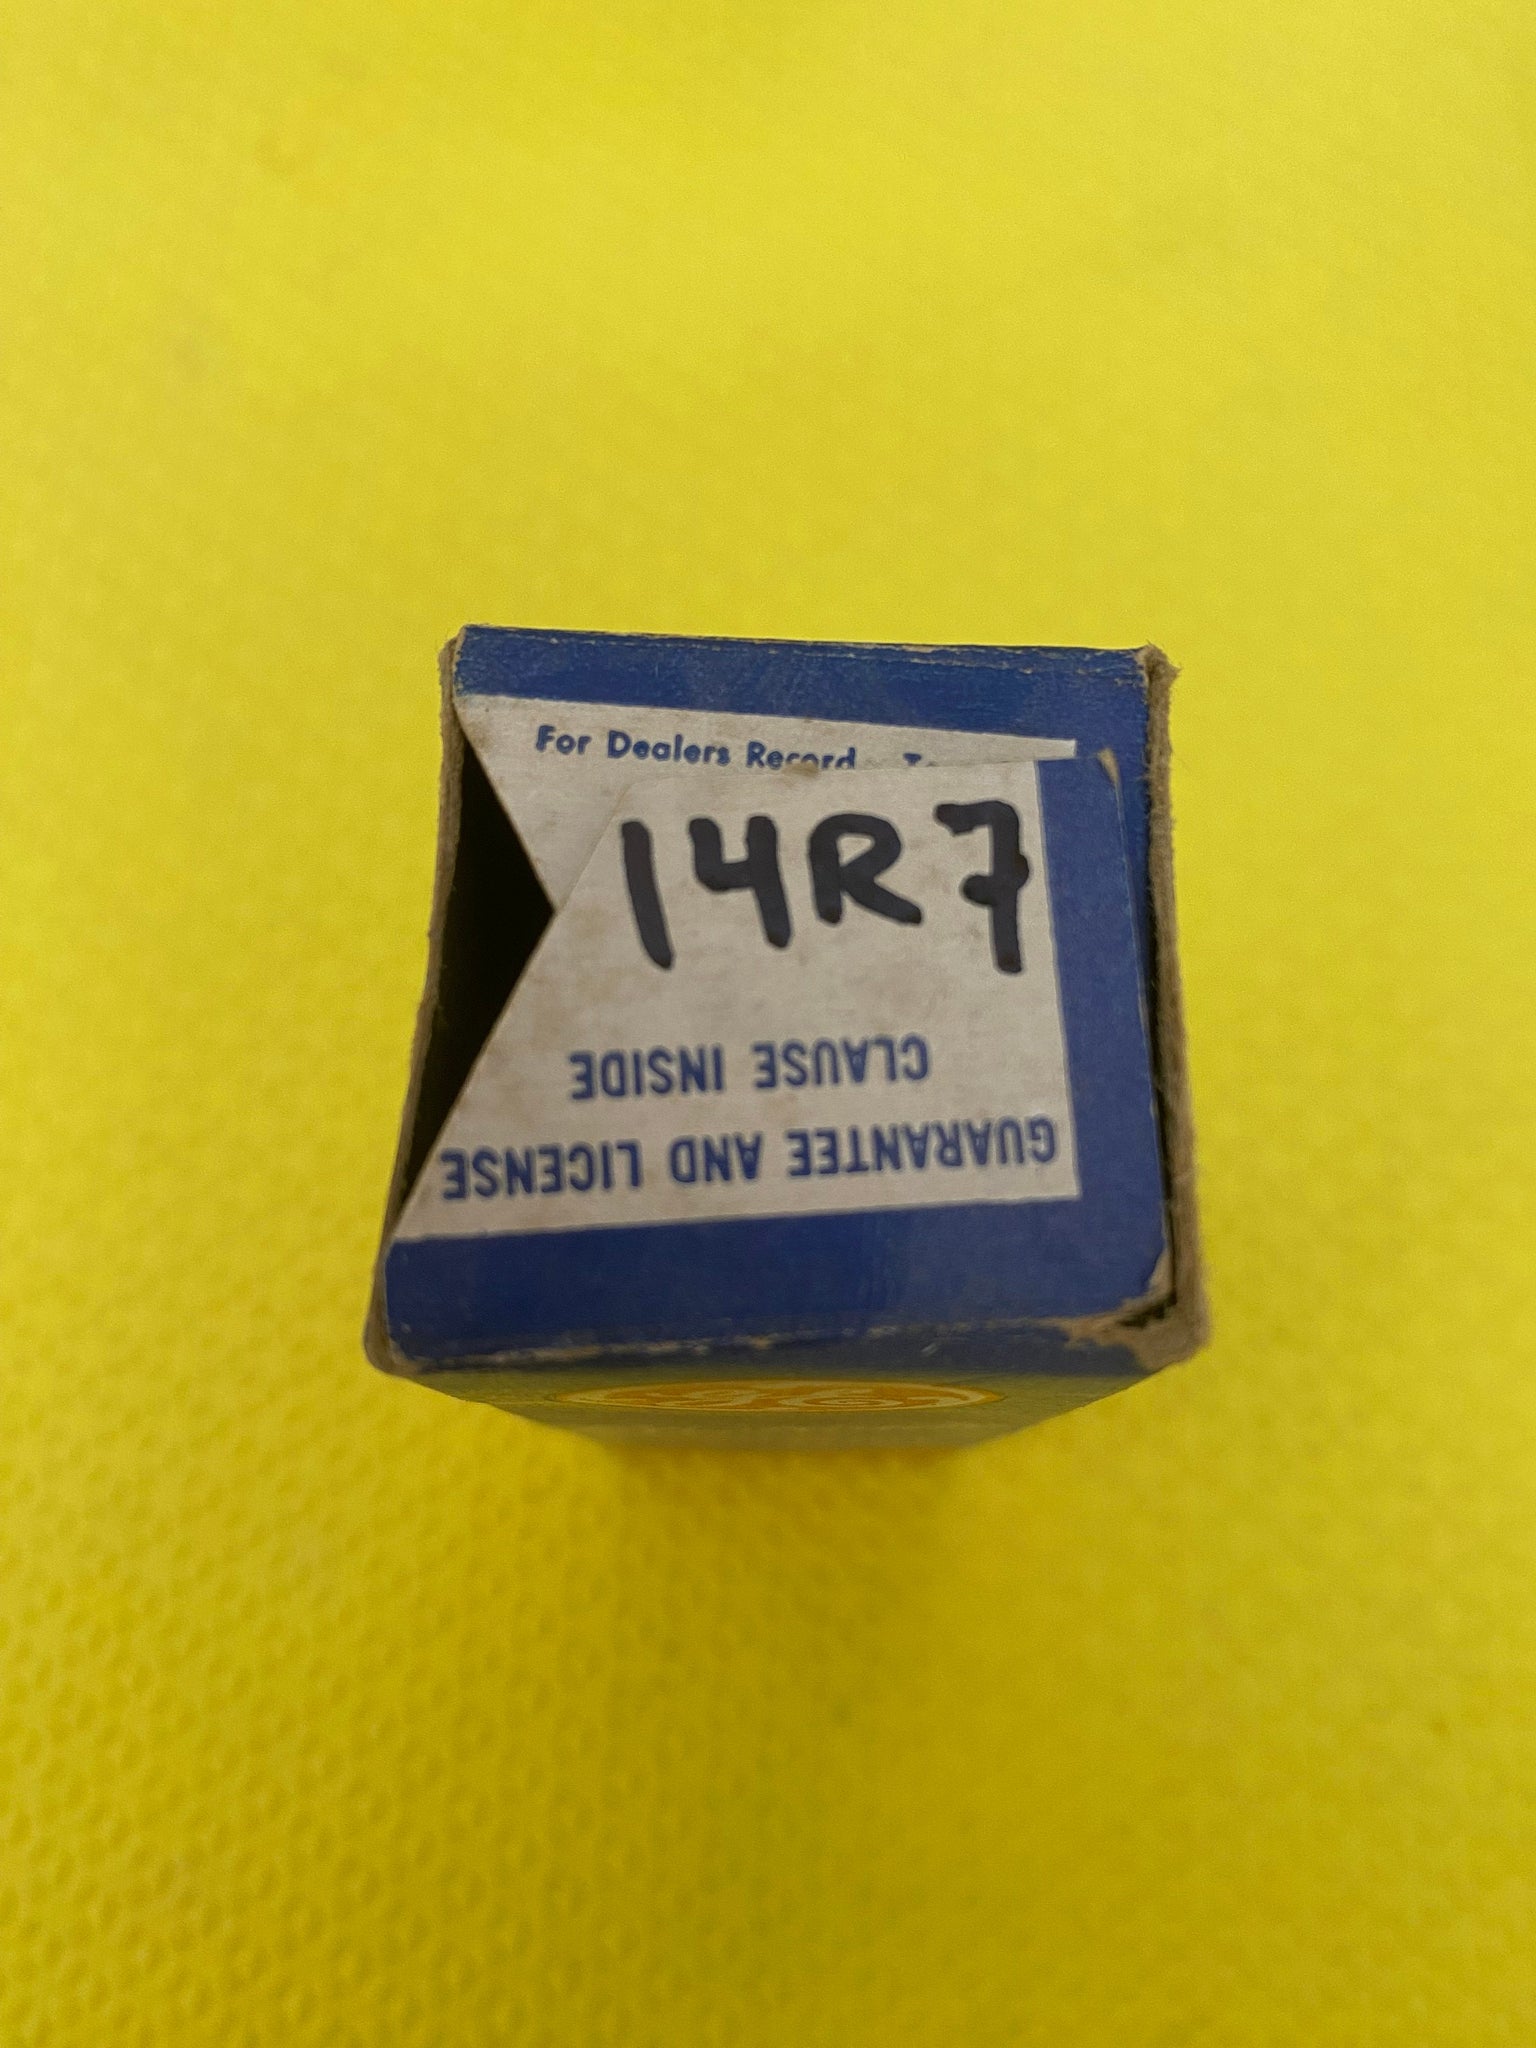 For Dealers Record
14R7
GUARANTEE AND LICENSE
CLAUSE INSIDE